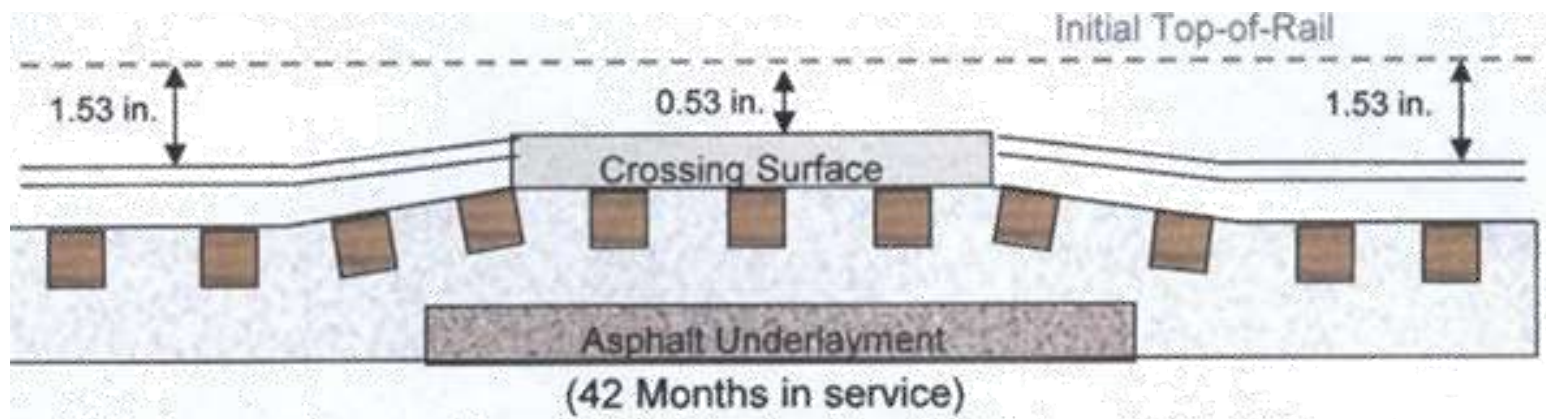 Initial Top-of-Rail
1.53 in.
0.53 in.
1.53 in.
Crossing Surface
Asphalt Underlayment
(42 Months in service)